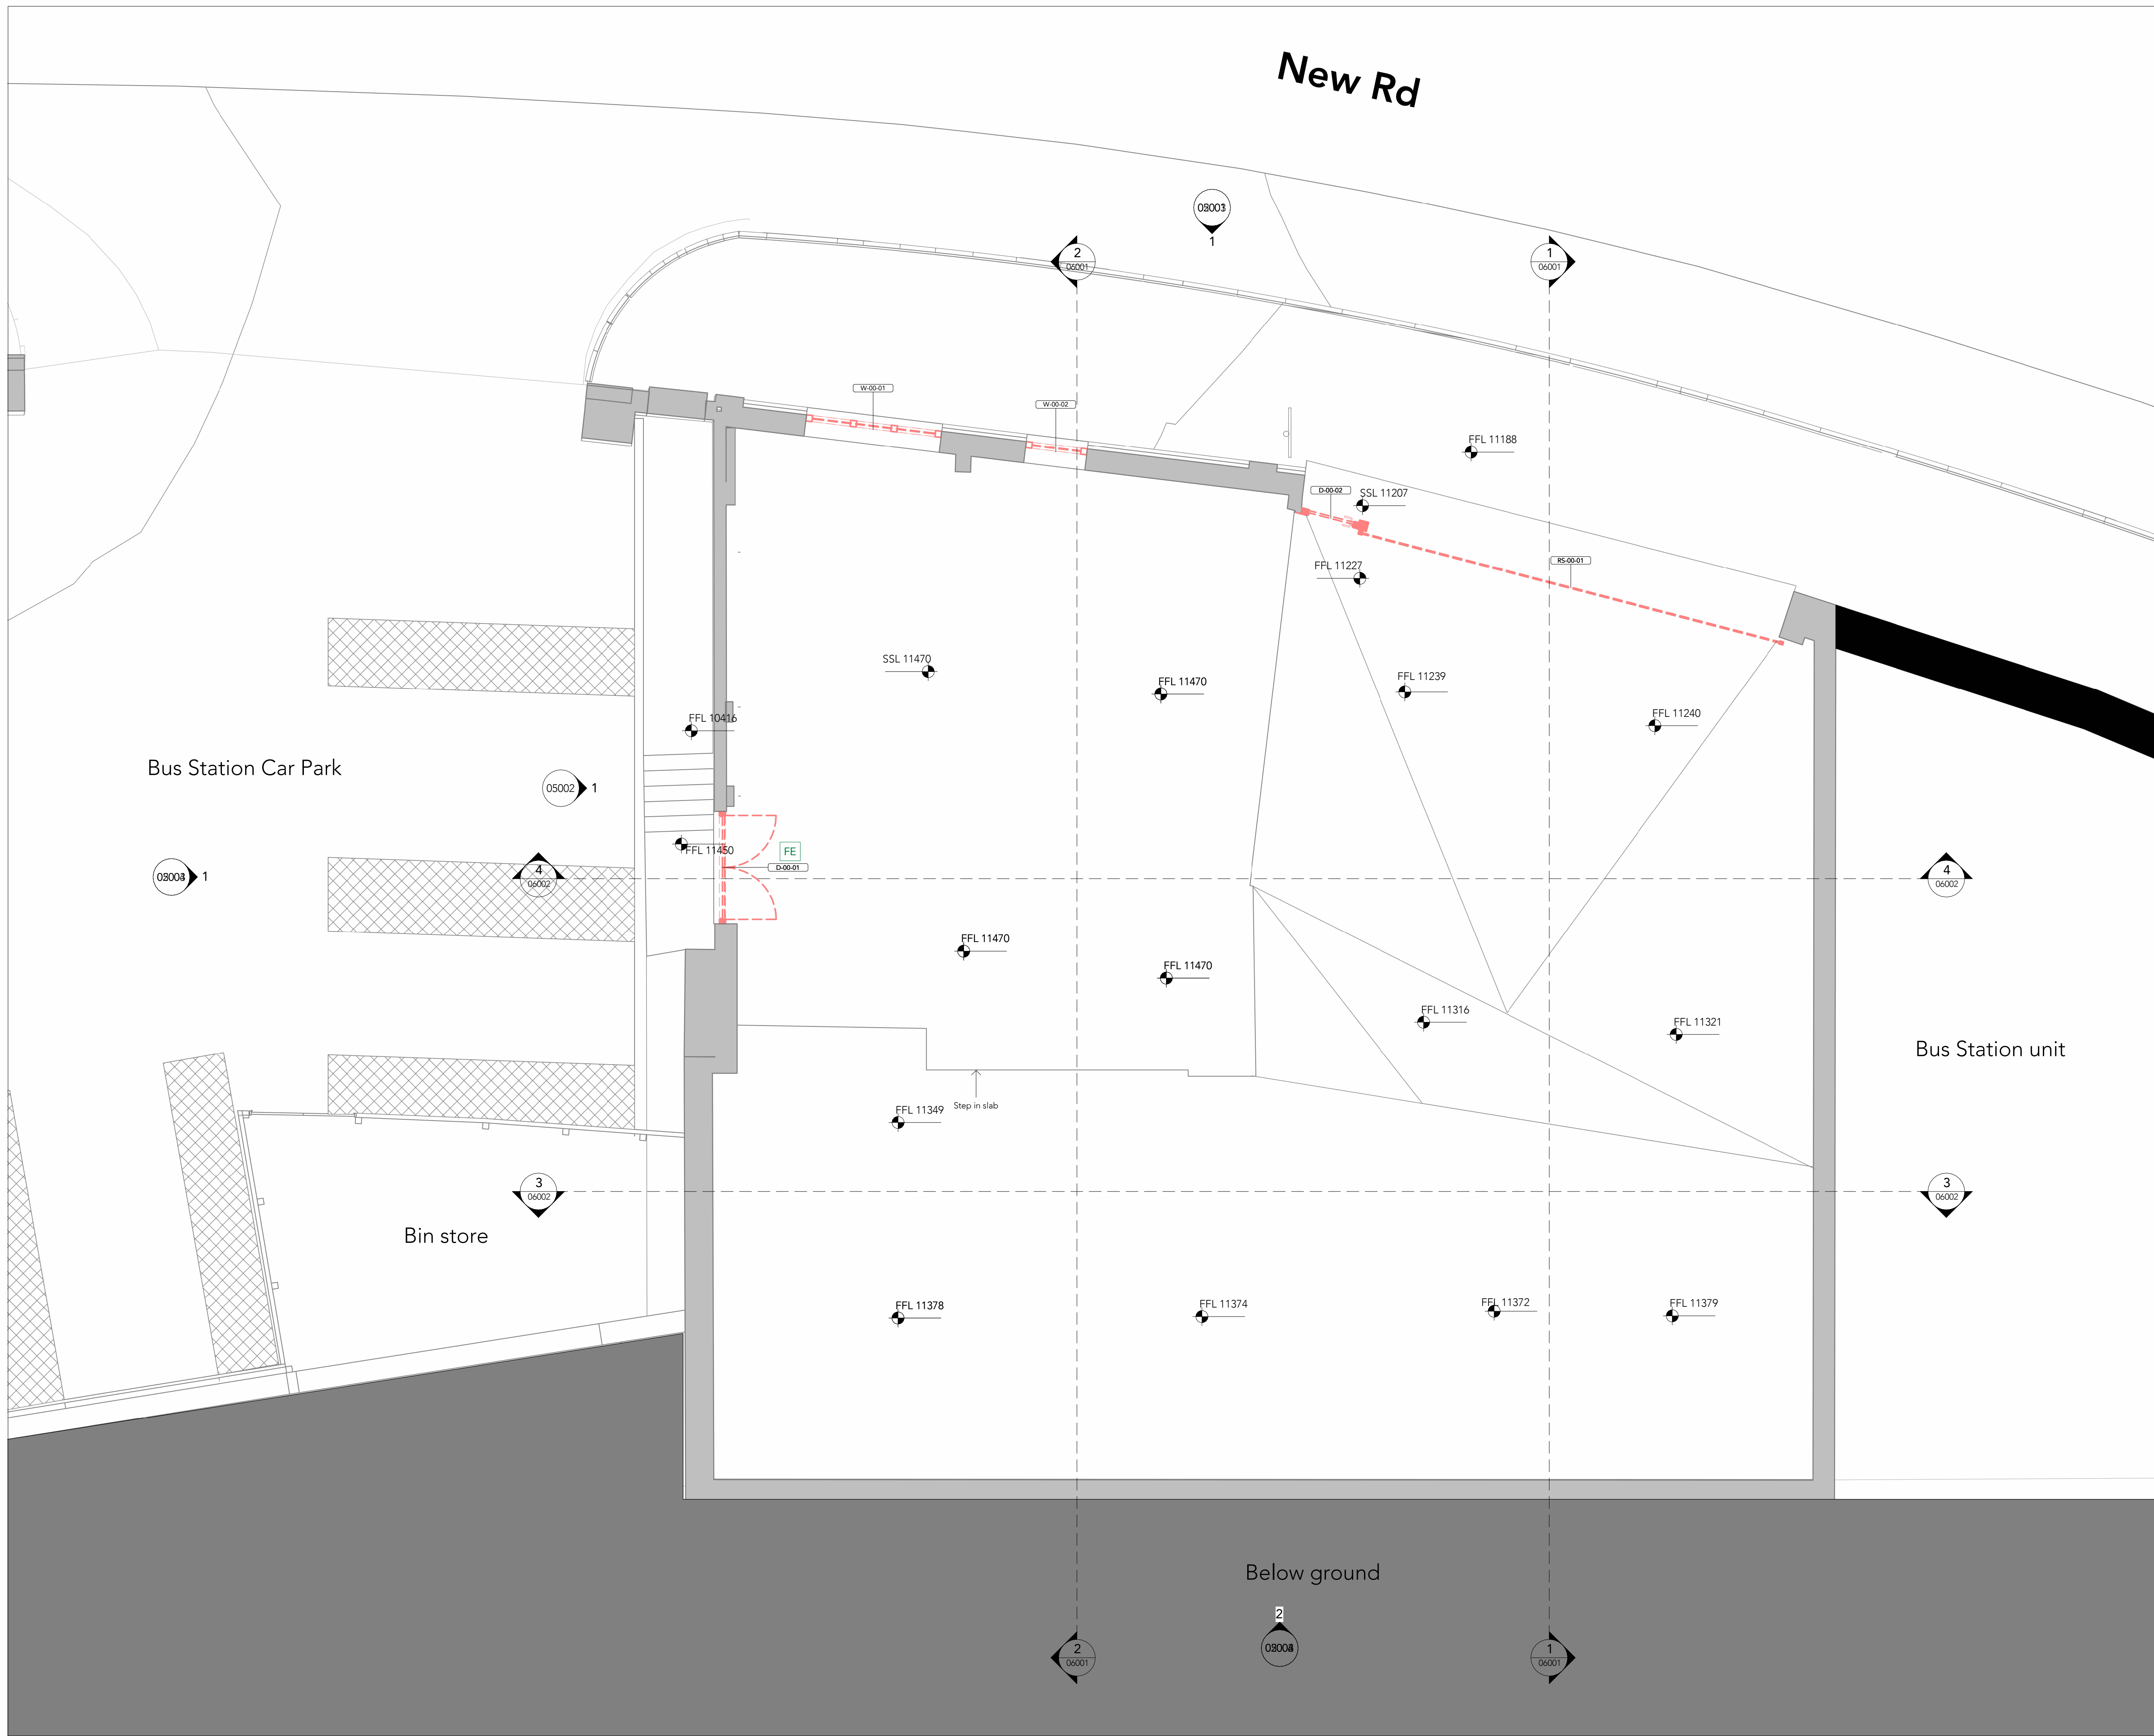 New Rd
1
2
06001
1
06001
W-00-01
W-00-02
FFL 11188
D-00-02
SSL 11207
RS-00-01
FFL 11227
SSL 11470
FFL 11470
FFL 11239
FFL 11240
FFL 10416
Bus Station Car Park
05002
1
FFL 11450
FE
D-00-01
1
4
06002
4
06002
FFL 11470
FFL 11470
FFL 11316
FFL 11321
Bus Station unit
Step in slab
FFL 11349
3
06002
3
06002
Bin store
FFL 11378
FFL 11374
FFL 11372
FFL 11379
Below ground
2
2
06001
1
06001